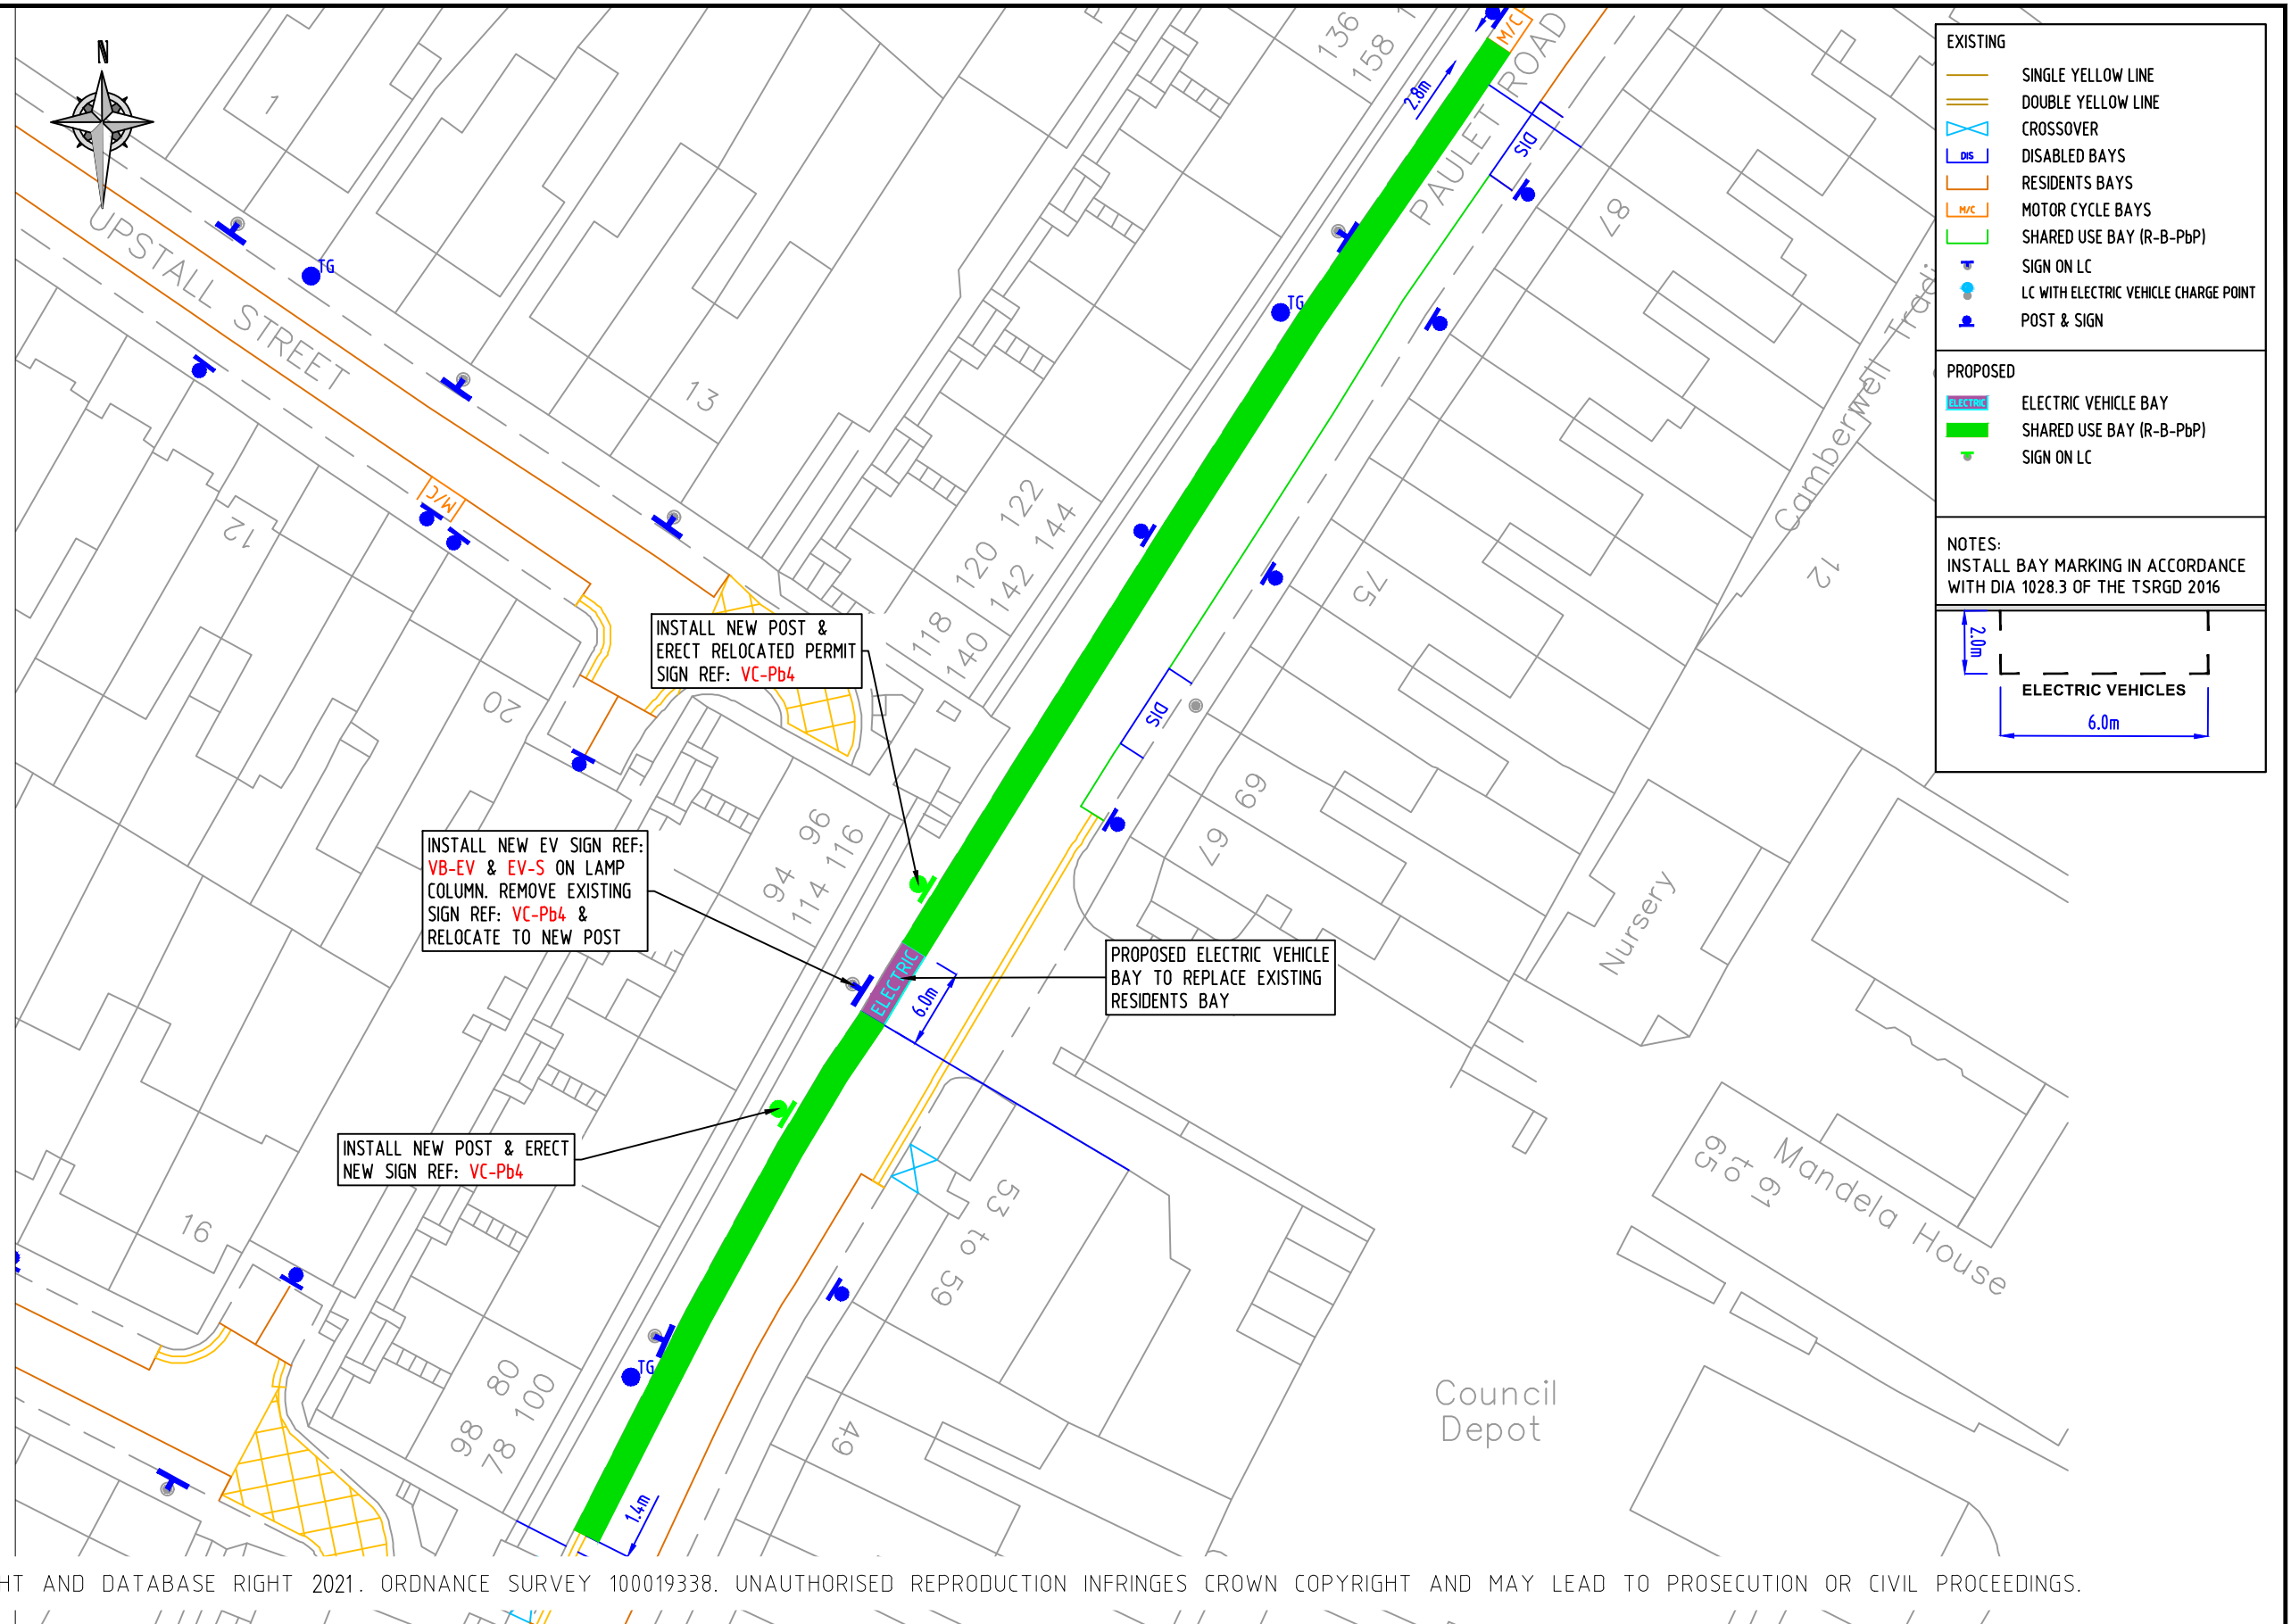 N
UPSTALL STREET
PAULET ROAD
1
13
12
20
16
TG
TG
TG
M/C
M/C
DIS
DIS
136
158
2.8m
87
75
69
67
118 120 122
140 142 144
94 96
114 116
98 80
78 100
49
53 to 59
61
to
65
Mandela House
Nursery
Camberwell Tradi
12
Council
Depot
INSTALL NEW POST &
ERECT RELOCATED PERMIT
SIGN REF: VC-Pb4
INSTALL NEW EV SIGN REF:
VB-EV & EV-S ON LAMP
COLUMN. REMOVE EXISTING
SIGN REF: VC-Pb4 &
RELOCATE TO NEW POST
PROPOSED ELECTRIC VEHICLE
BAY TO REPLACE EXISTING
RESIDENTS BAY
ELECTRIC
6.0m
INSTALL NEW POST & ERECT
NEW SIGN REF: VC-Pb4
1.4m
EXISTING
SINGLE YELLOW LINE
DOUBLE YELLOW LINE
CROSSOVER
DIS DISABLED BAYS
RESIDENTS BAYS
M/C MOTOR CYCLE BAYS
SHARED USE BAY (R-B-PbP)
SIGN ON LC
LC WITH ELECTRIC VEHICLE CHARGE POINT
POST & SIGN
PROPOSED
ELECTRIC ELECTRIC VEHICLE BAY
SHARED USE BAY (R-B-PbP)
SIGN ON LC
NOTES:
INSTALL BAY MARKING IN ACCORDANCE
WITH DIA 1028.3 OF THE TSRGD 2016
2.0m
ELECTRIC VEHICLES
6.0m
HT AND DATABASE RIGHT 2021. ORDNANCE SURVEY 100019338. UNAUTHORISED REPRODUCTION INFRINGES CROWN COPYRIGHT AND MAY LEAD TO PROSECUTION OR CIVIL PROCEEDINGS.